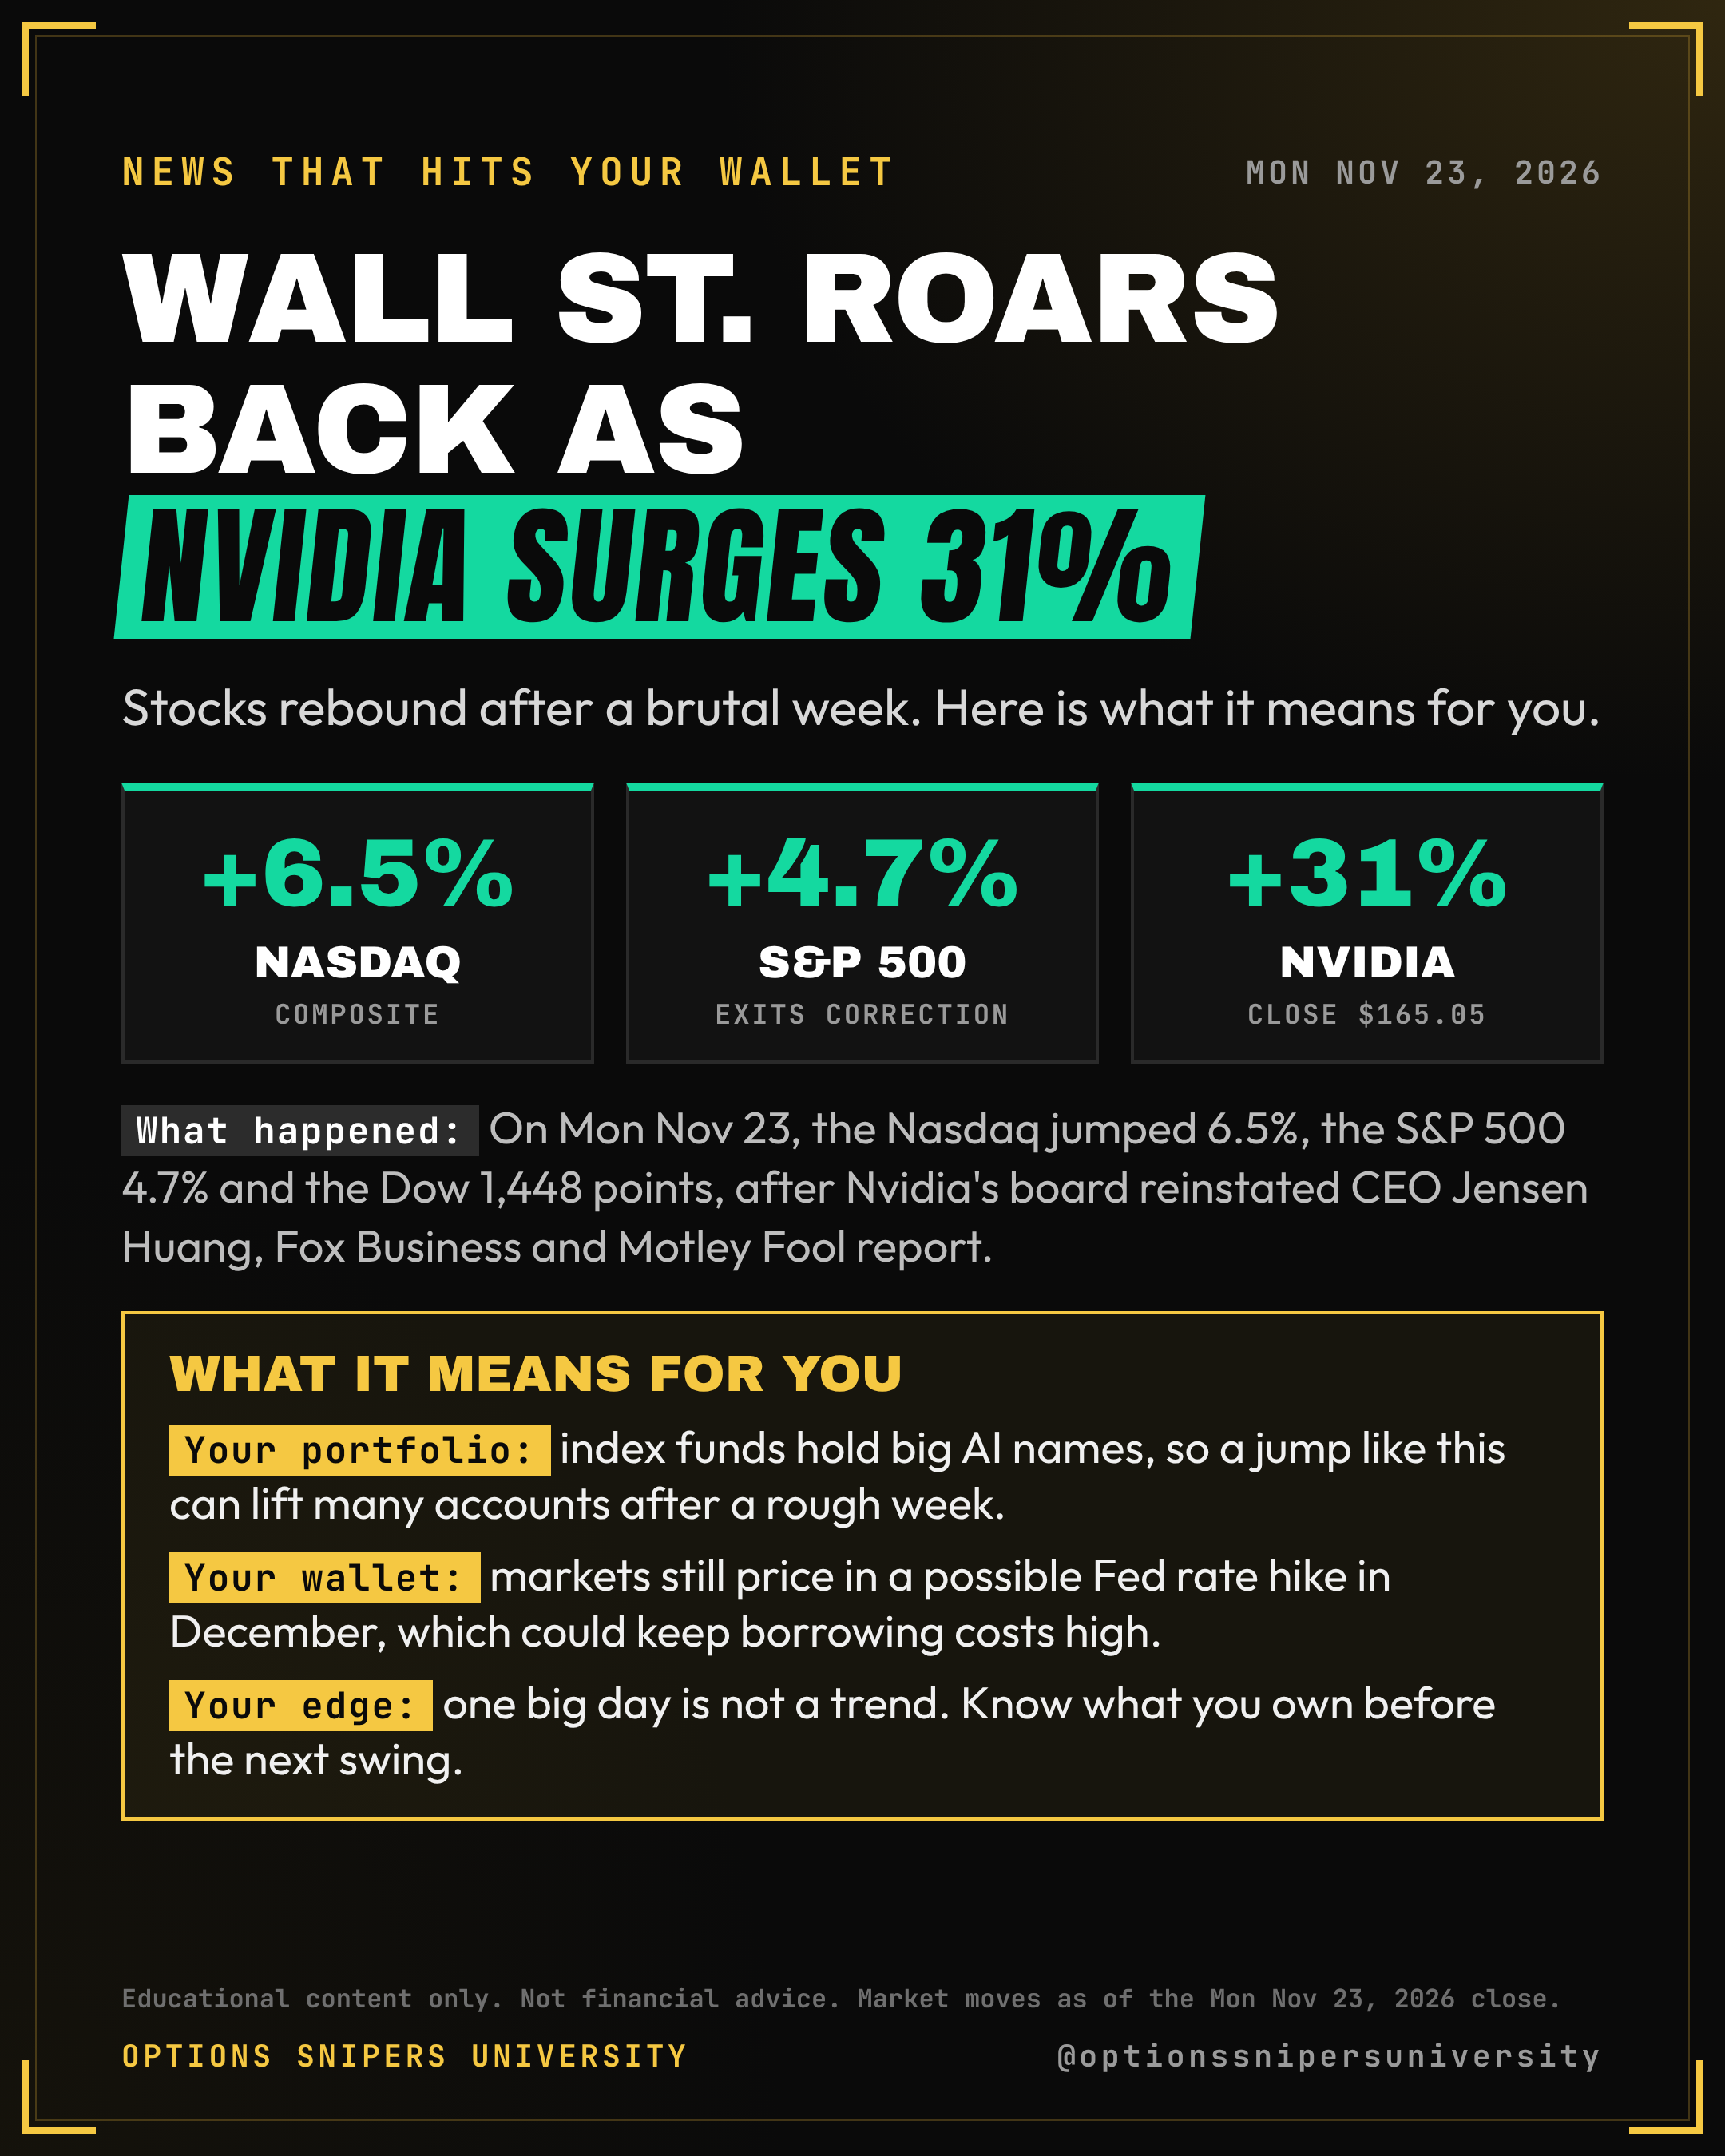 NEWS THAT HITS YOUR WALLET
MON NOV 23, 2026
WALL ST. ROARS
BACK AS
NVIDIA SURGES 31%
Stocks rebound after a brutal week. Here is what it means for you.
+6.5%
NASDAQ
COMPOSITE
+4.7%
S&P 500
EXITS CORRECTION
+31%
NVIDIA
CLOSE $165.05
What happened: On Mon Nov 23, the Nasdaq jumped 6.5%, the S&P 500
4.7% and the Dow 1,448 points, after Nvidia's board reinstated CEO Jensen
Huang, Fox Business and Motley Fool report.
WHAT IT MEANS FOR YOU
Your portfolio: index funds hold big AI names, so a jump like this
can lift many accounts after a rough week.
Your wallet: markets still price in a possible Fed rate hike in
December, which could keep borrowing costs high.
Your edge: one big day is not a trend. Know what you own before
the next swing.
Educational content only. Not financial advice. Market moves as of the Mon Nov 23, 2026 close.
OPTIONS SNIPERS UNIVERSITY
@optionssnipersuniversity